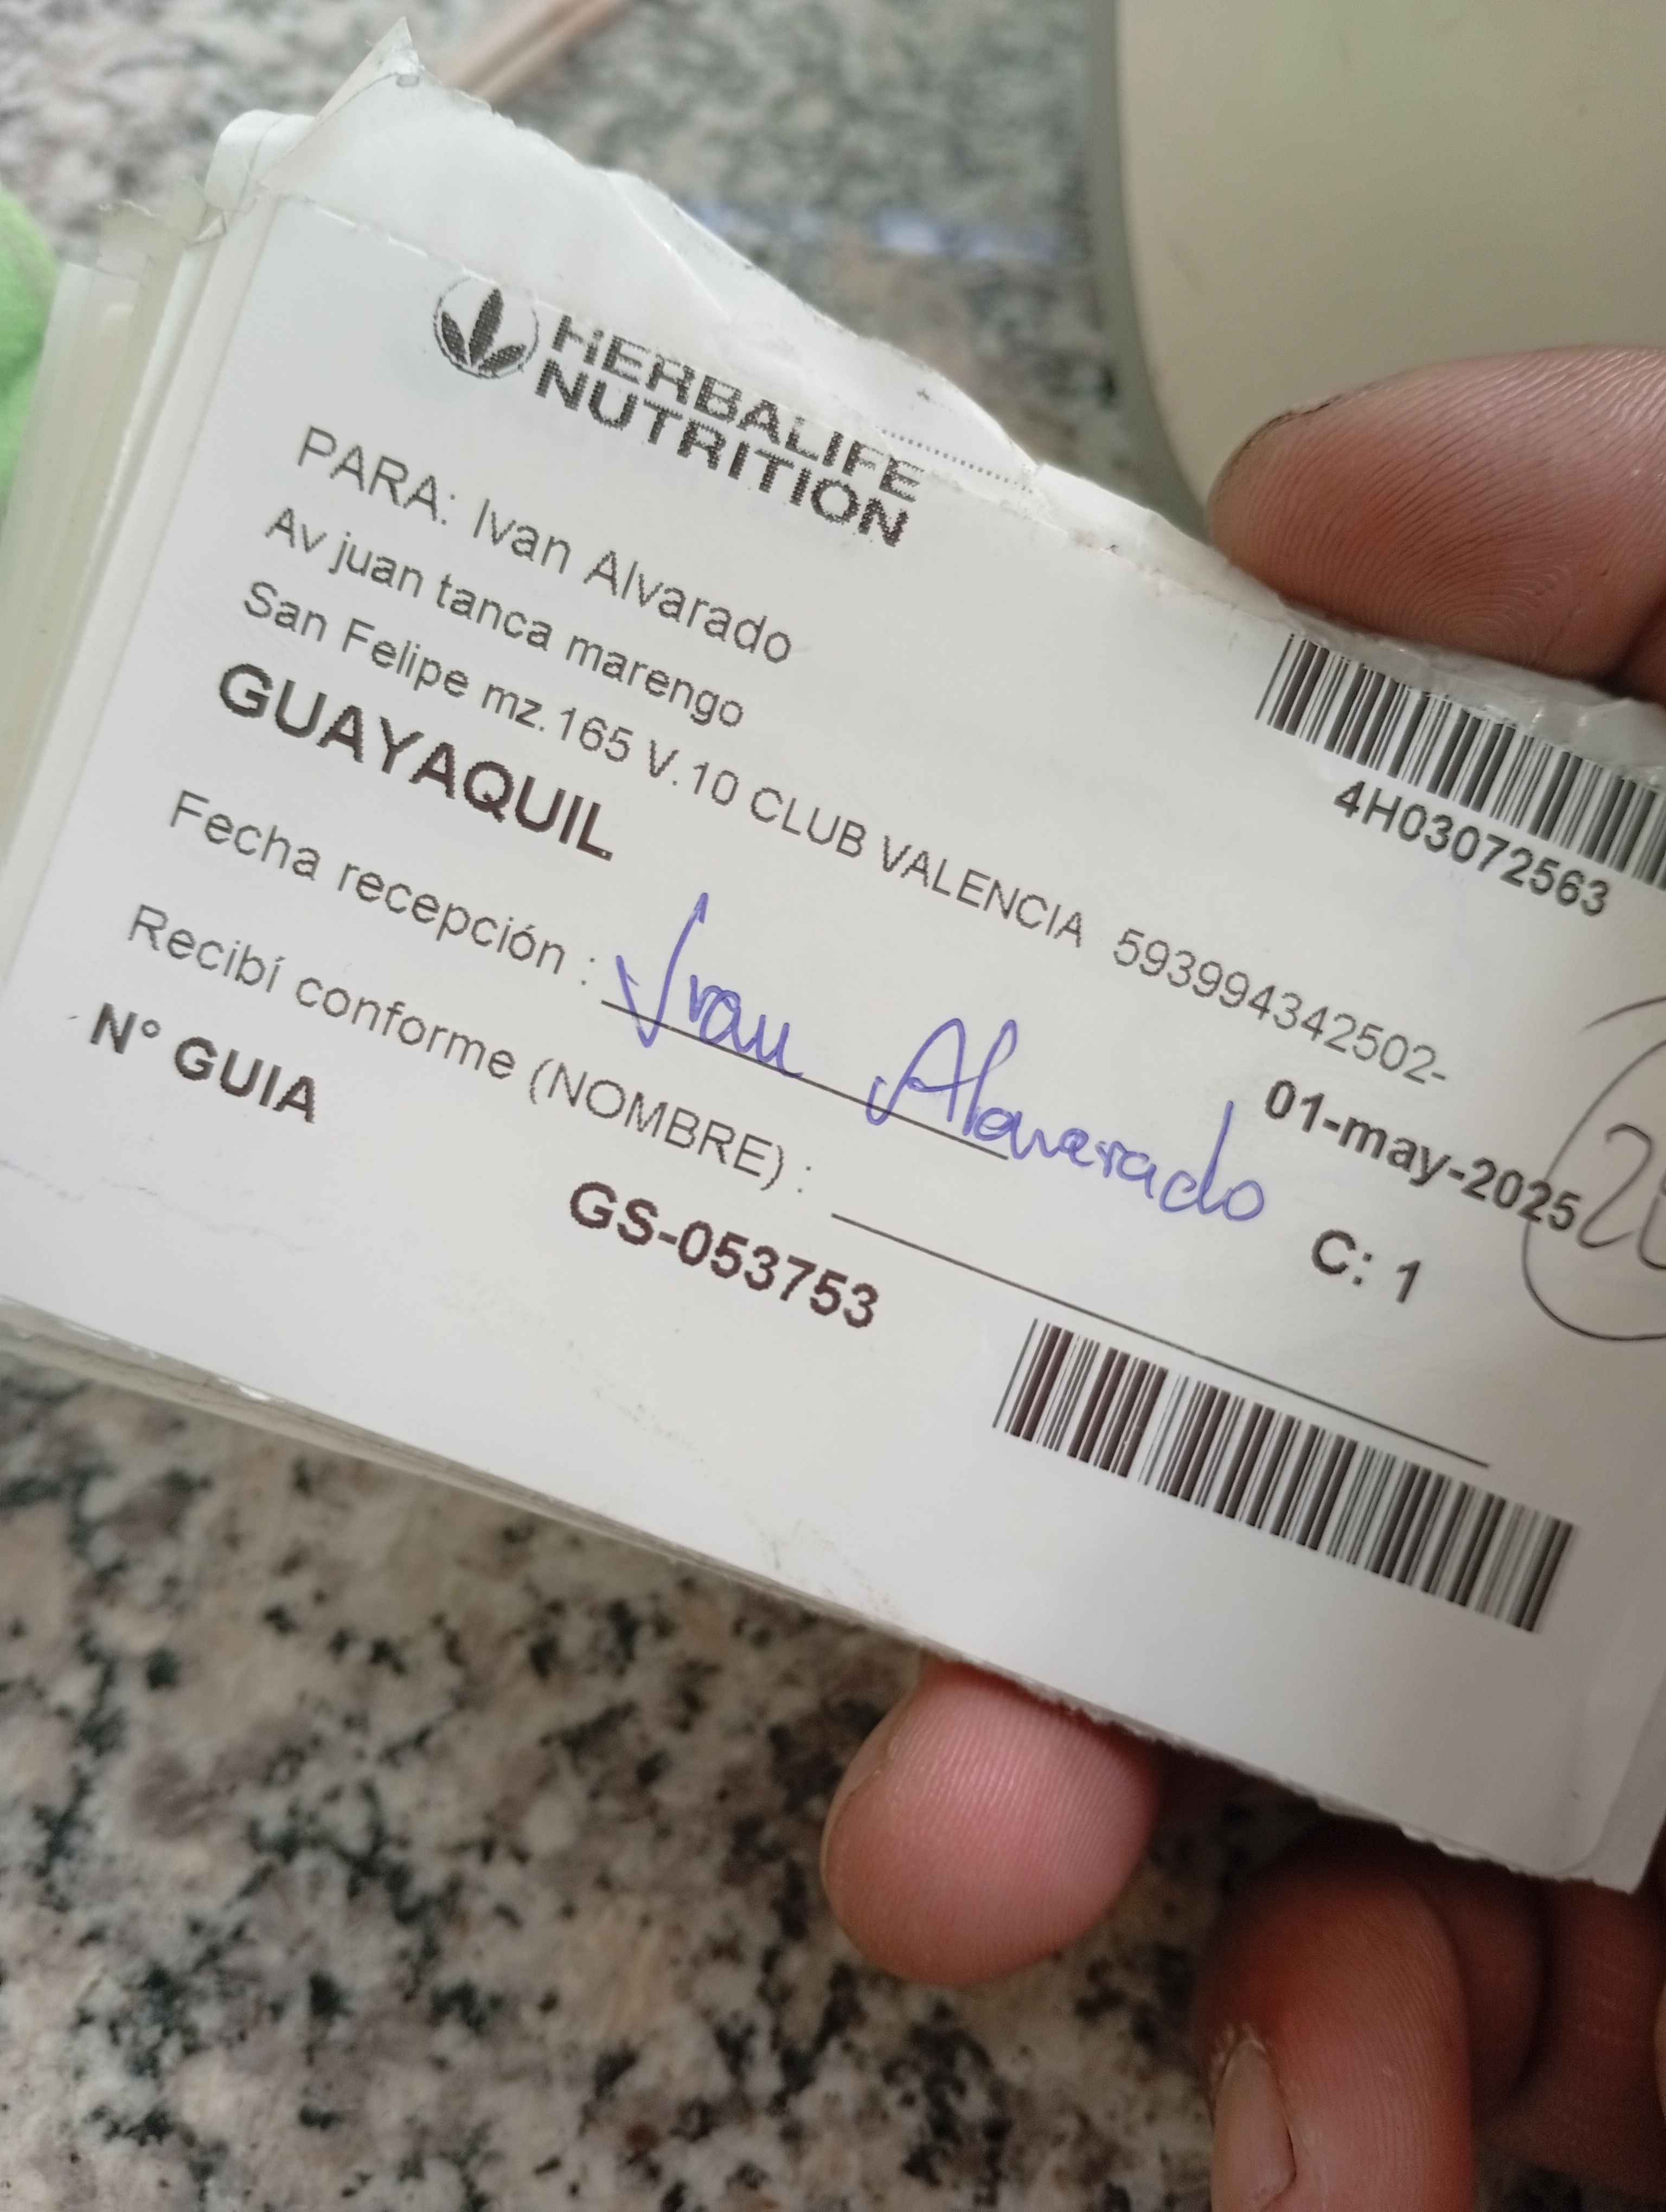 HERBALIFE
NUTRITION
4H03072563
PARA: Ivan Alvarado
Av juan tanca marengo
San Felipe mz.165 V.10 CLUB VALENCIA 593994342502-
GUAYAQUIL
01-may-2025
Fecha recepción : Ivan Alvarado
C: 1
Recibí conforme (NOMBRE) :
N° GUIA GS-053753